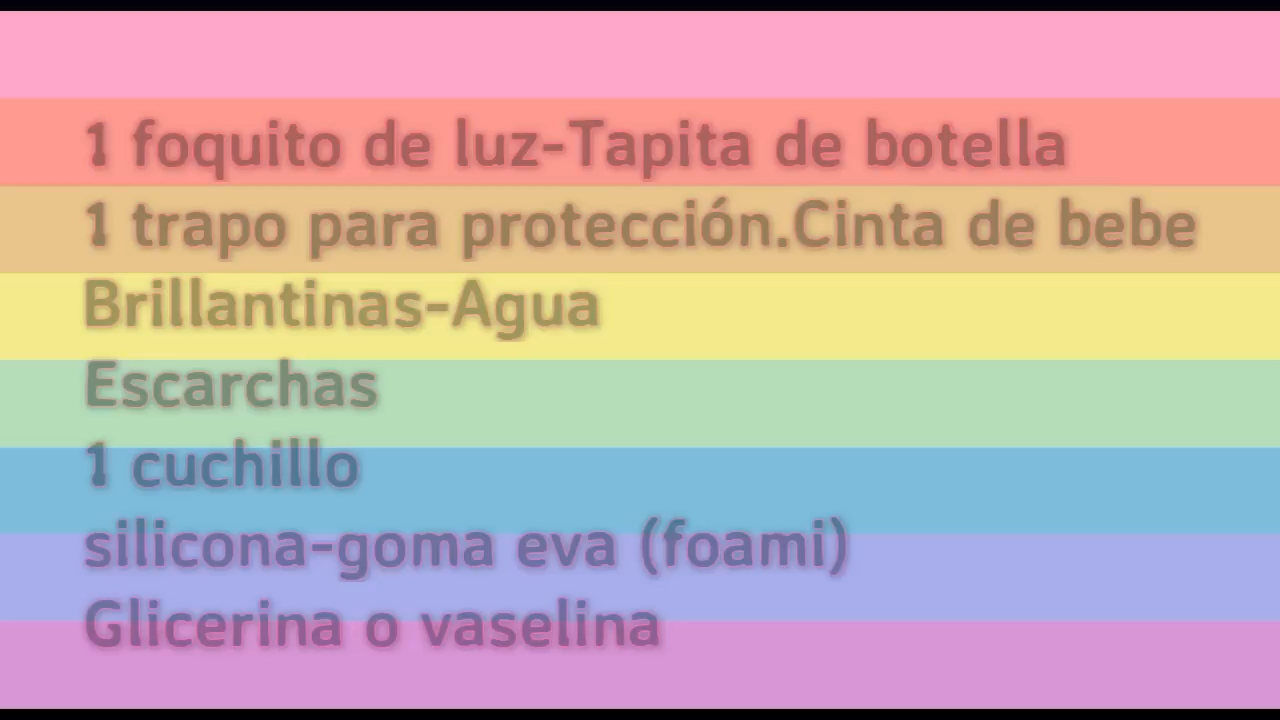 1 foquito de luz-Tapita de botella
1 trapo para protección.Cinta de bebe
Brillantinas-Agua
Escarchas
1 cuchillo
silicona-goma eva (foami)
Glicerina o vaselina